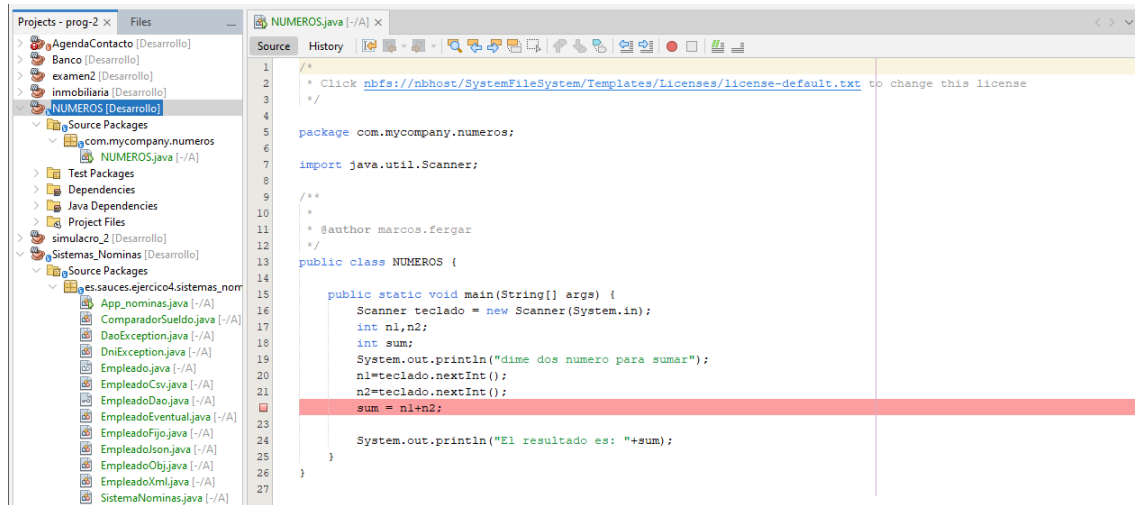 Projects - prog-2 ×
Files
AgendaContacto [Desarrollo]
Banco [Desarrollo]
examen2 [Desarrollo]
inmobiliaria [Desarrollo]
NUMEROS [Desarrollo]
Source Packages
com.mycompany.numeros
NUMEROS.java [-/A]
Test Packages
Dependencies
Java Dependencies
Project Files
simulacro_2 [Desarrollo]
Sistemas_Nominas [Desarrollo]
Source Packages
es.sauces.ejercico4.sistemas_nom
App_nominas.java [-/A]
ComparadorSueldo.java [-/A]
DaoException.java [-/A]
DniException.java [-/A]
Empleado.java [-/A]
EmpleadoCsv.java [-/A]
EmpleadoDao.java [-/A]
EmpleadoEventual.java [-/A]
EmpleadoFijo.java [-/A]
EmpleadoJson.java [-/A]
EmpleadoObj.java [-/A]
EmpleadoXml.java [-/A]
SistemaNominas.java [-/A]
NUMEROS.java [-/A] ×
Source History
1 /*
2 * Click nbfs://nbhost/SystemFileSystem/Templates/Licenses/license-default.txt to change this license
3 */
4
5 package com.mycompany.numeros;
6
7 import java.util.Scanner;
8
9 /**
10 *
11 * @author marcos.fergar
12 */
13 public class NUMEROS {
14
15 public static void main(String[] args) {
16 Scanner teclado = new Scanner(System.in);
17 int n1,n2;
18 int sum;
19 System.out.println("dime dos numero para sumar");
20 n1=teclado.nextInt();
21 n2=teclado.nextInt();
sum = n1+n2;
23
24 System.out.println("El resultado es: "+sum);
25 }
26 }
27